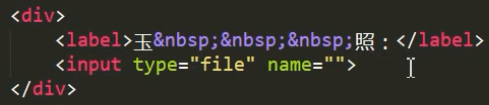 <div>
<label>玉&nbsp;&nbsp;&nbsp;照：</label>
<input type="file" name="">
</div>